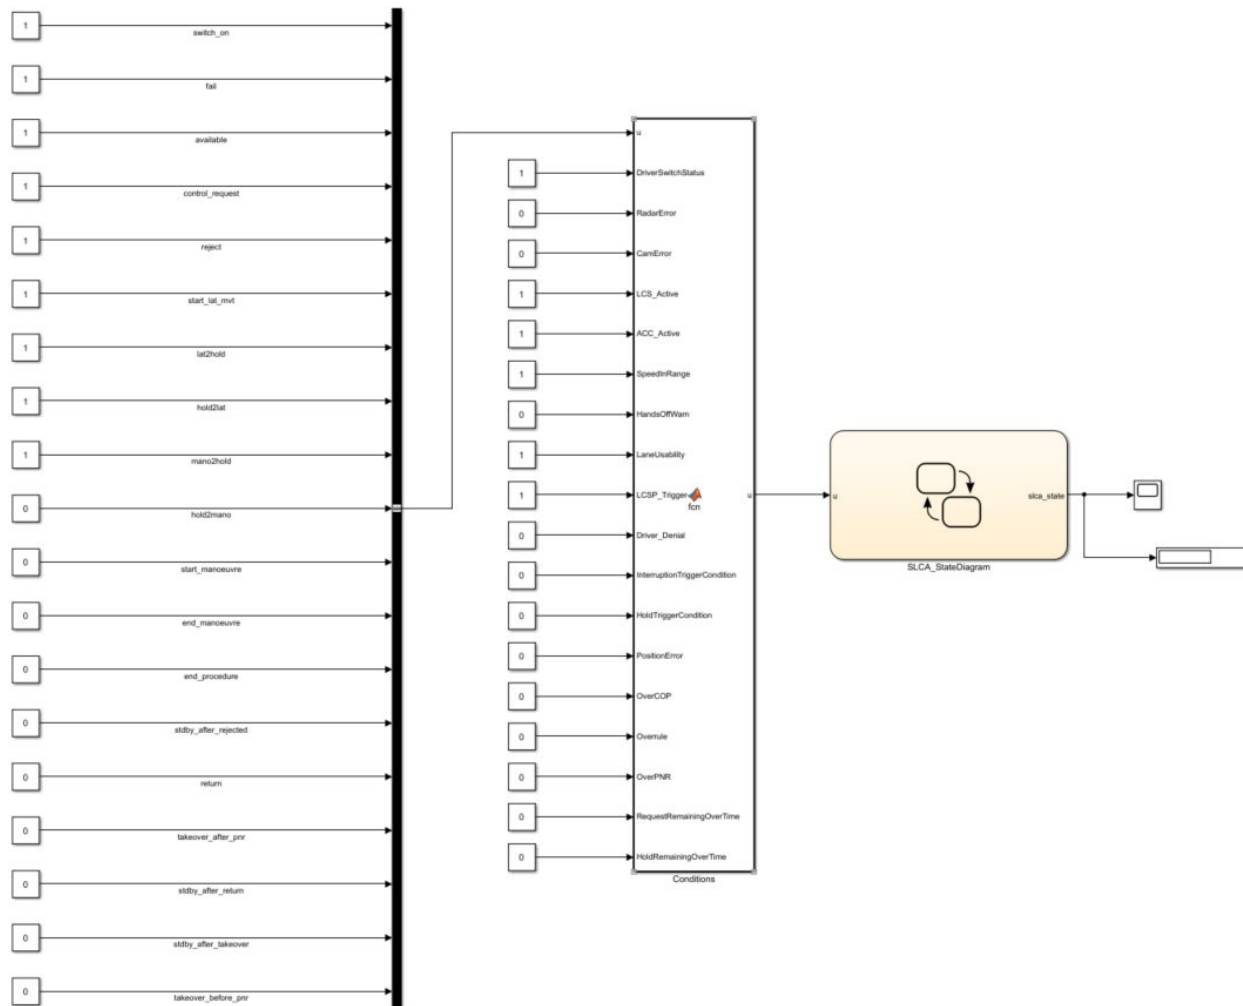 1
switch_on
1
fail
1
available
1
control_request
1
reject
1
start_lat_mvt
1
lat2hold
1
hold2lat
1
mano2hold
0
hold2mano
0
start_manoeuvre
0
end_manoeuvre
0
end_procedure
0
stdby_after_rejected
0
return
0
takeover_after_pnr
0
stdby_after_return
0
stdby_after_takeover
0
takeover_before_pnr
u
1 DriverSwitchStatus
0 RadarError
0 CamError
1 LCS_Active
1 ACC_Active
1 SpeedInRange
0 HandsOffWarn
1 LaneUsability
1 LCSP_Trigger
fcn
u
0 Driver_Denial
0 InterruptionTriggerCondition
0 HoldTriggerCondition
0 PositionError
0 OverCOP
0 Overrule
0 OverPNR
0 RequestRemainingOverTime
0 HoldRemainingOverTime
Conditions
u
slca_state
SLCA_StateDiagram